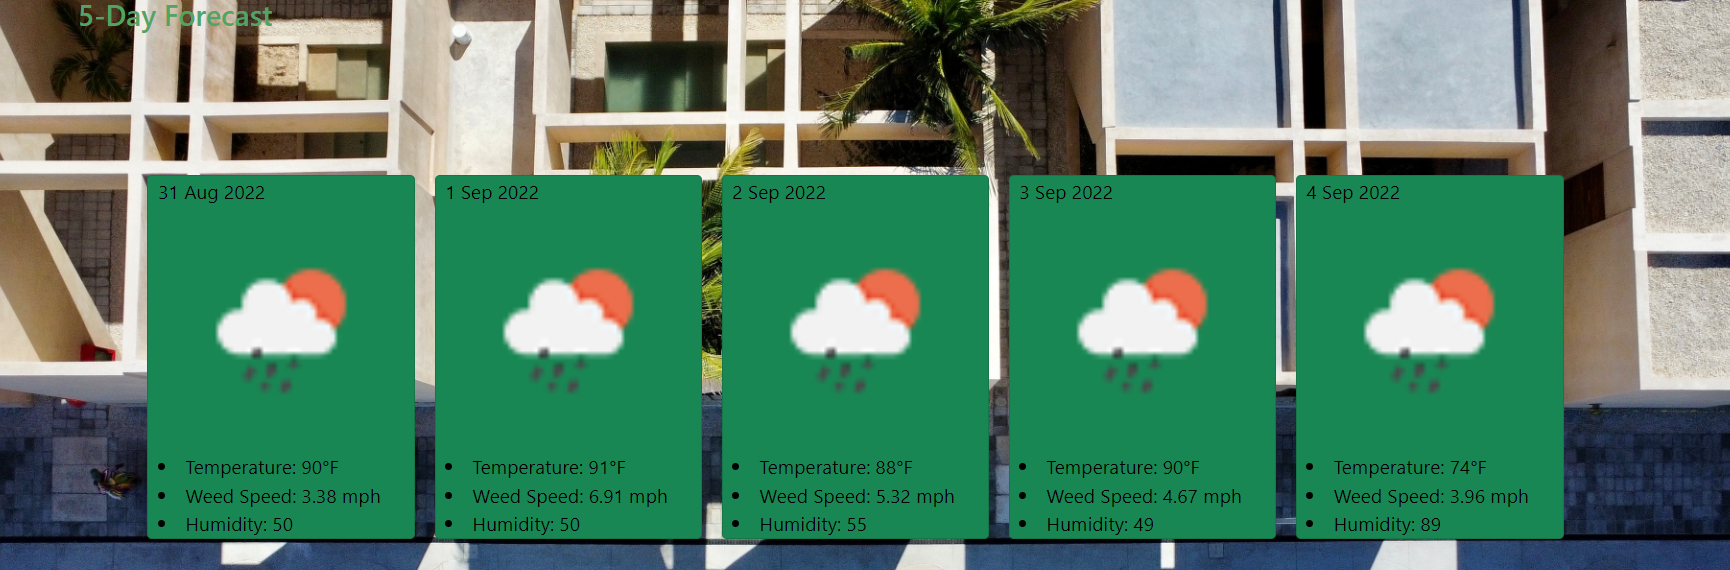 5-Day Forecast
31 Aug 2022
Temperature: 90°F
Weed Speed: 3.38 mph
Humidity: 50
1 Sep 2022
Temperature: 91°F
Weed Speed: 6.91 mph
Humidity: 50
2 Sep 2022
Temperature: 88°F
Weed Speed: 5.32 mph
Humidity: 55
3 Sep 2022
Temperature: 90°F
Weed Speed: 4.67 mph
Humidity: 49
4 Sep 2022
Temperature: 74°F
Weed Speed: 3.96 mph
Humidity: 89